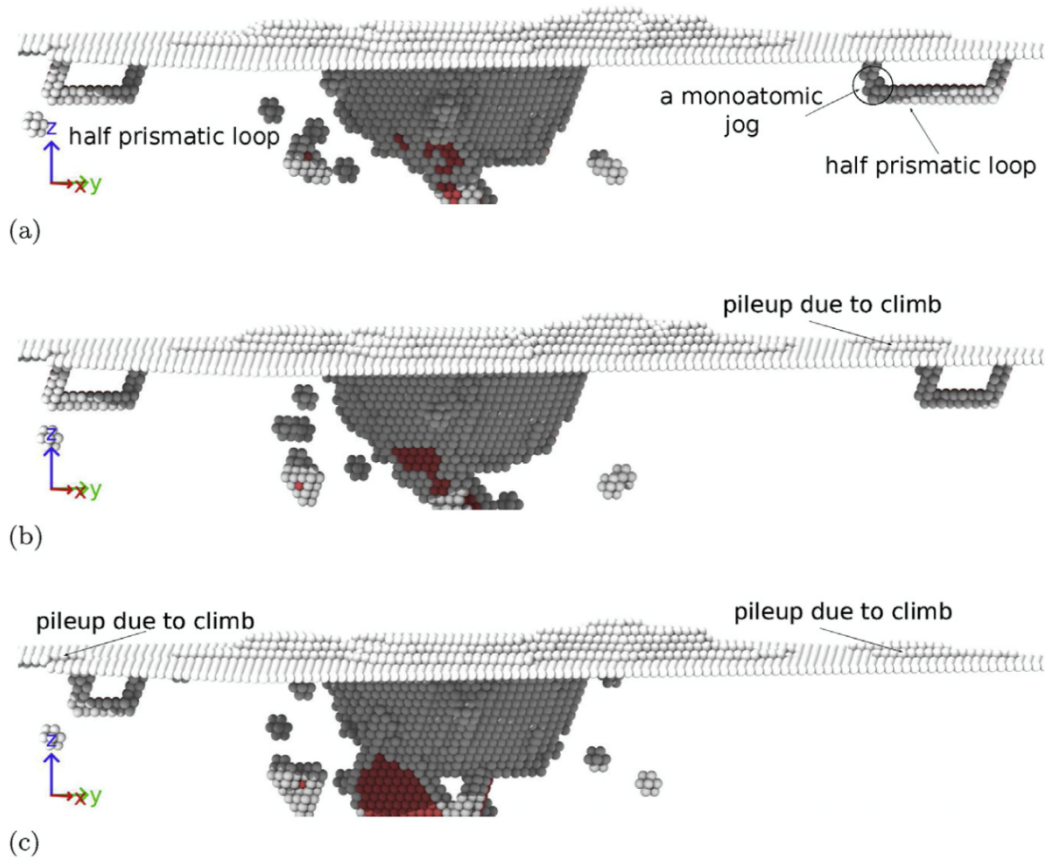 a monoatomic
jog
half prismatic loop
half prismatic loop
z
x y
(a)
pileup due to climb
z
x y
(b)
pileup due to climb
pileup due to climb
z
x y
(c)